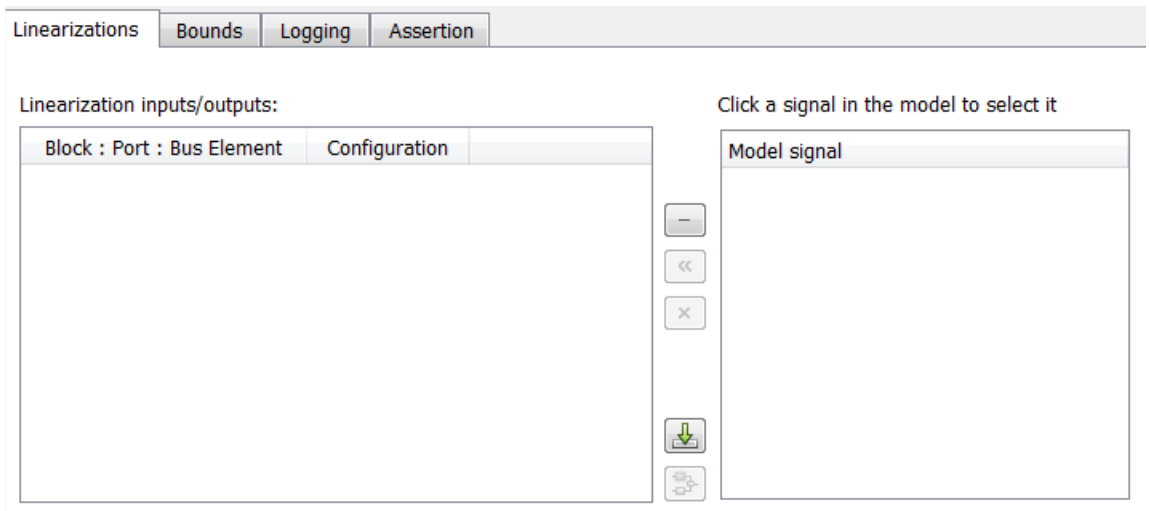 Linearizations Bounds Logging Assertion
Linearization inputs/outputs: Click a signal in the model to select it
Block : Port : Bus Element Configuration Model signal